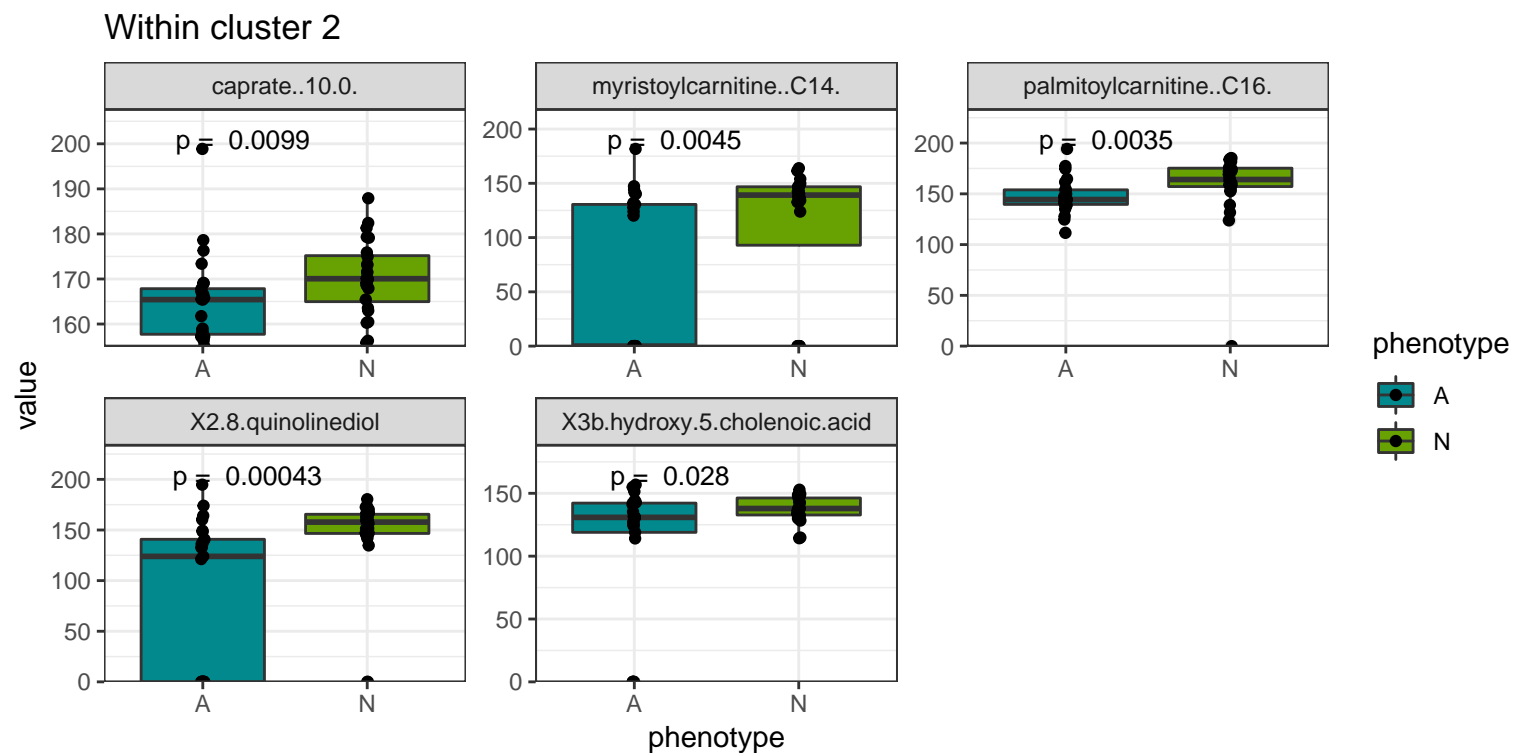 Within cluster 2
caprate..10.0. myristoylcarnitine..C14. palmitoylcarnitine..C16.
p = 0.0099 p = 0.0045 p = 0.0035
200
190
180
170
160
200
150
100
50
0
200
150
100
50
0
A N A N A N
value
X2.8.quinolinediol X3b.hydroxy.5.cholenoic.acid
p = 0.00043 p = 0.028
200
150
100
50
0
150
100
50
0
A N A N
phenotype
phenotype
A
N